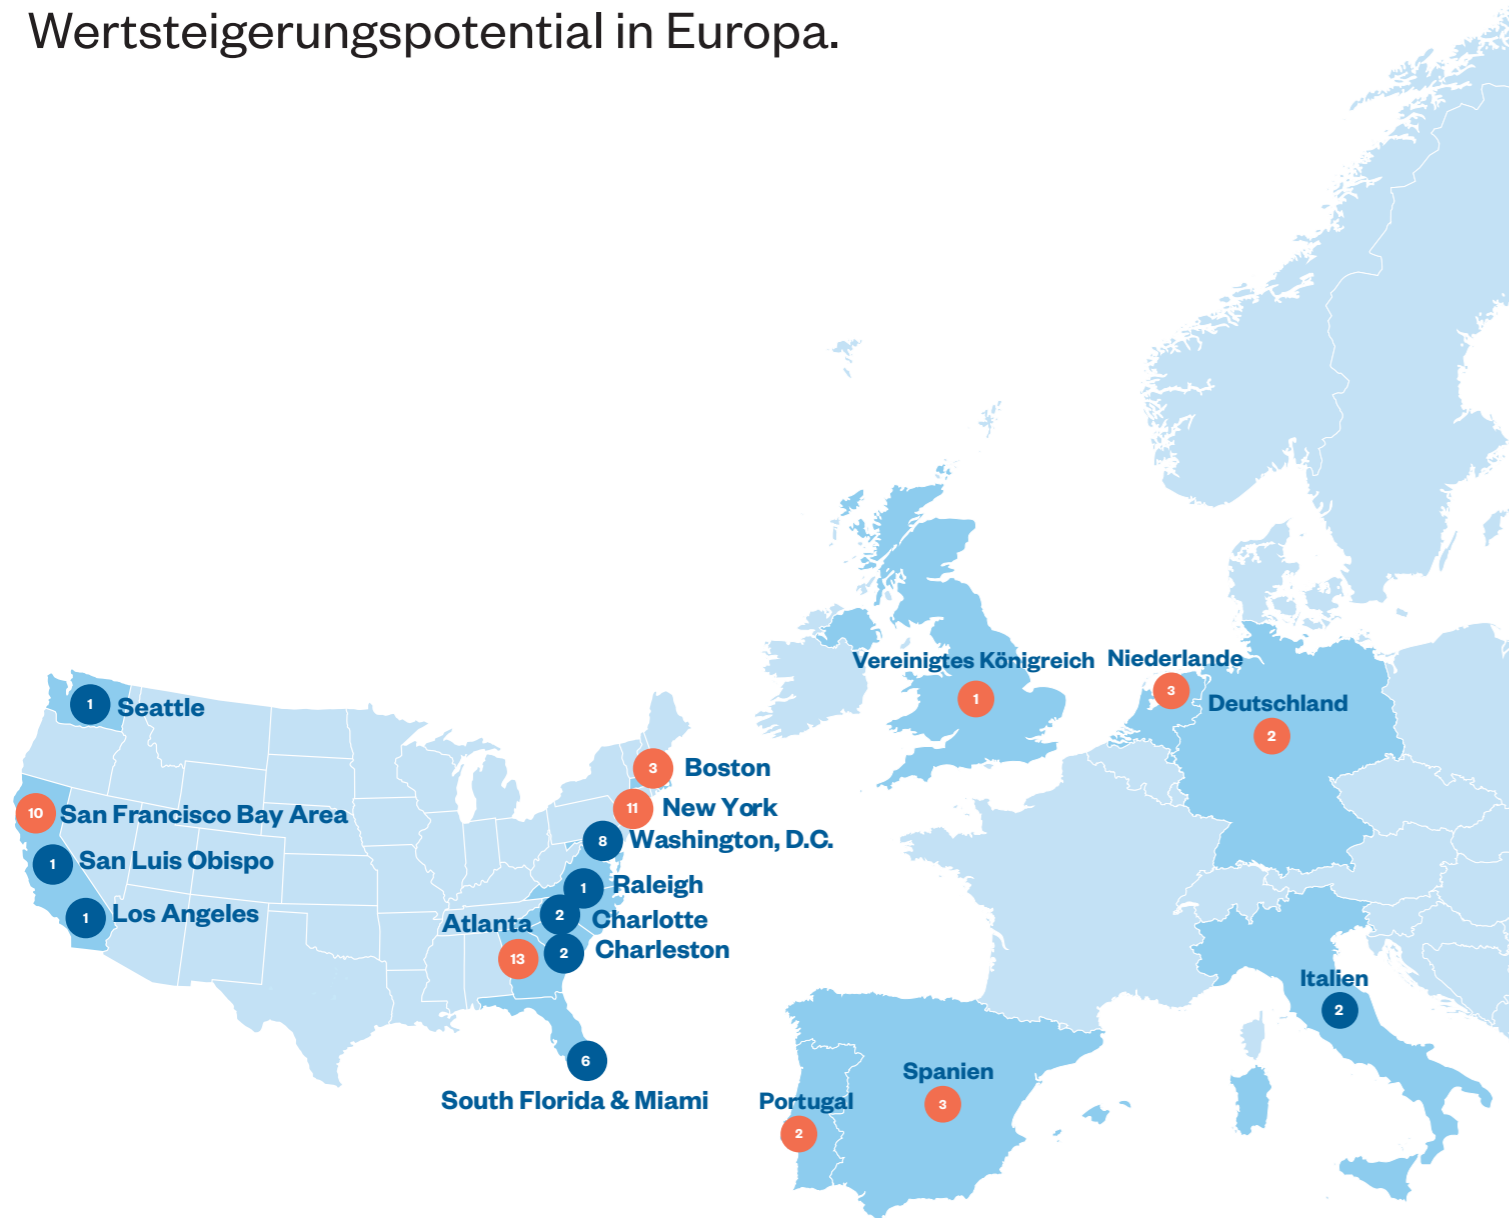 Wertsteigerungspotential in Europa.
1 Seattle
10 San Francisco Bay Area
1 San Luis Obispo
1 Los Angeles
3 Boston
11 New York
8 Washington, D.C.
1 Raleigh
2 Charlotte
Atlanta
13
2 Charleston
6
South Florida & Miami
Vereinigtes Königreich
1
Niederlande
3
Deutschland
2
Italien
2
Spanien
3
Portugal
2